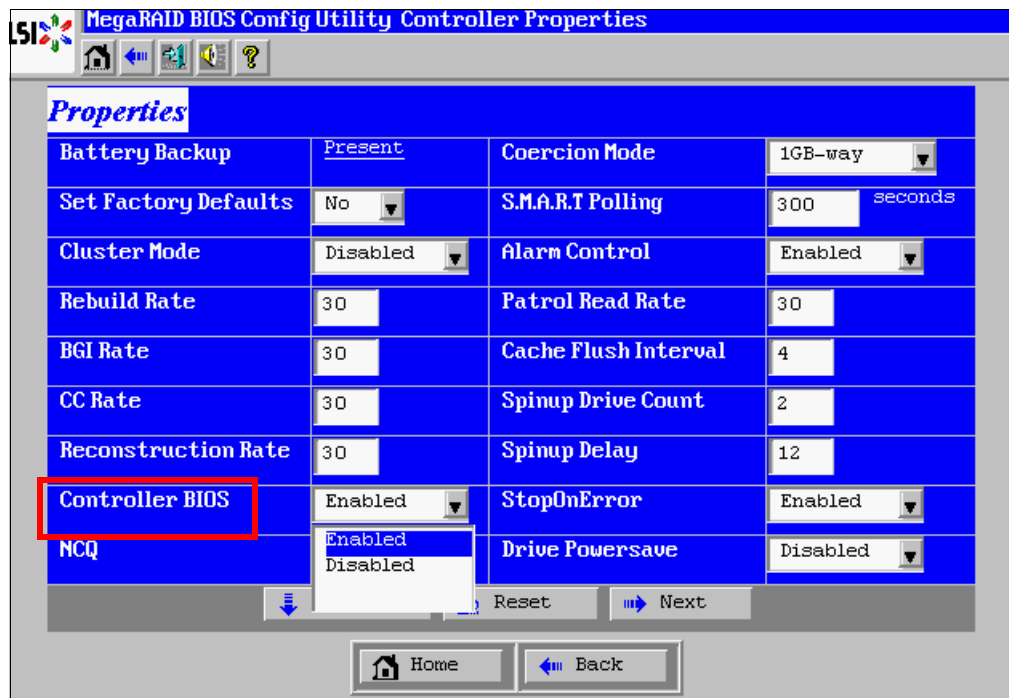 LSI
MegaRAID BIOS Config Utility Controller Properties
Properties
Battery Backup Present Coercion Mode 1GB-way
Set Factory Defaults No S.M.A.R.T Polling 300 seconds
Cluster Mode Disabled Alarm Control Enabled
Rebuild Rate 30 Patrol Read Rate 30
BGI Rate 30 Cache Flush Interval 4
CC Rate 30 Spinup Drive Count 2
Reconstruction Rate 30 Spinup Delay 12
Controller BIOS Enabled StopOnError Enabled
Enabled
NCQ Disabled Drive Powersave Disabled
Reset Next
Home Back